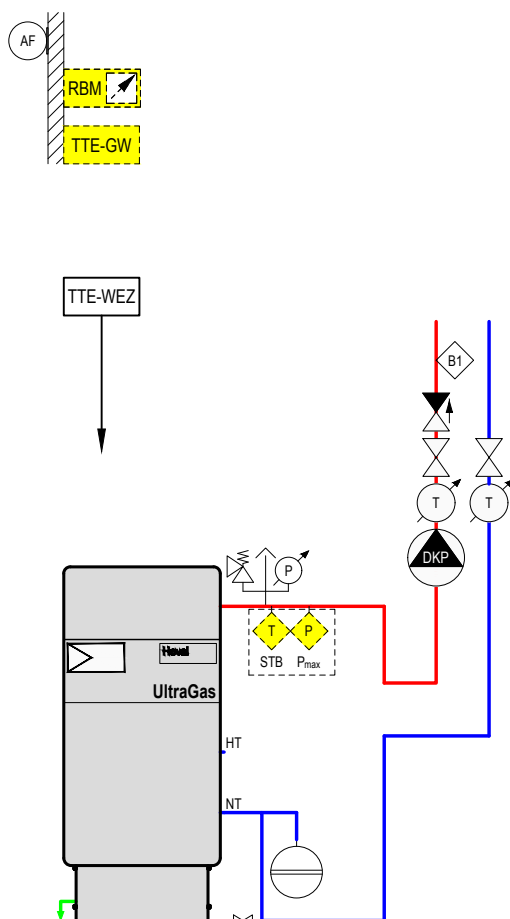 AF
RBM
TTE-GW
TTE-WEZ
B1
T
T
DKP
P
T
P
STB
Pmax
Hoval
UltraGas
HT
NT